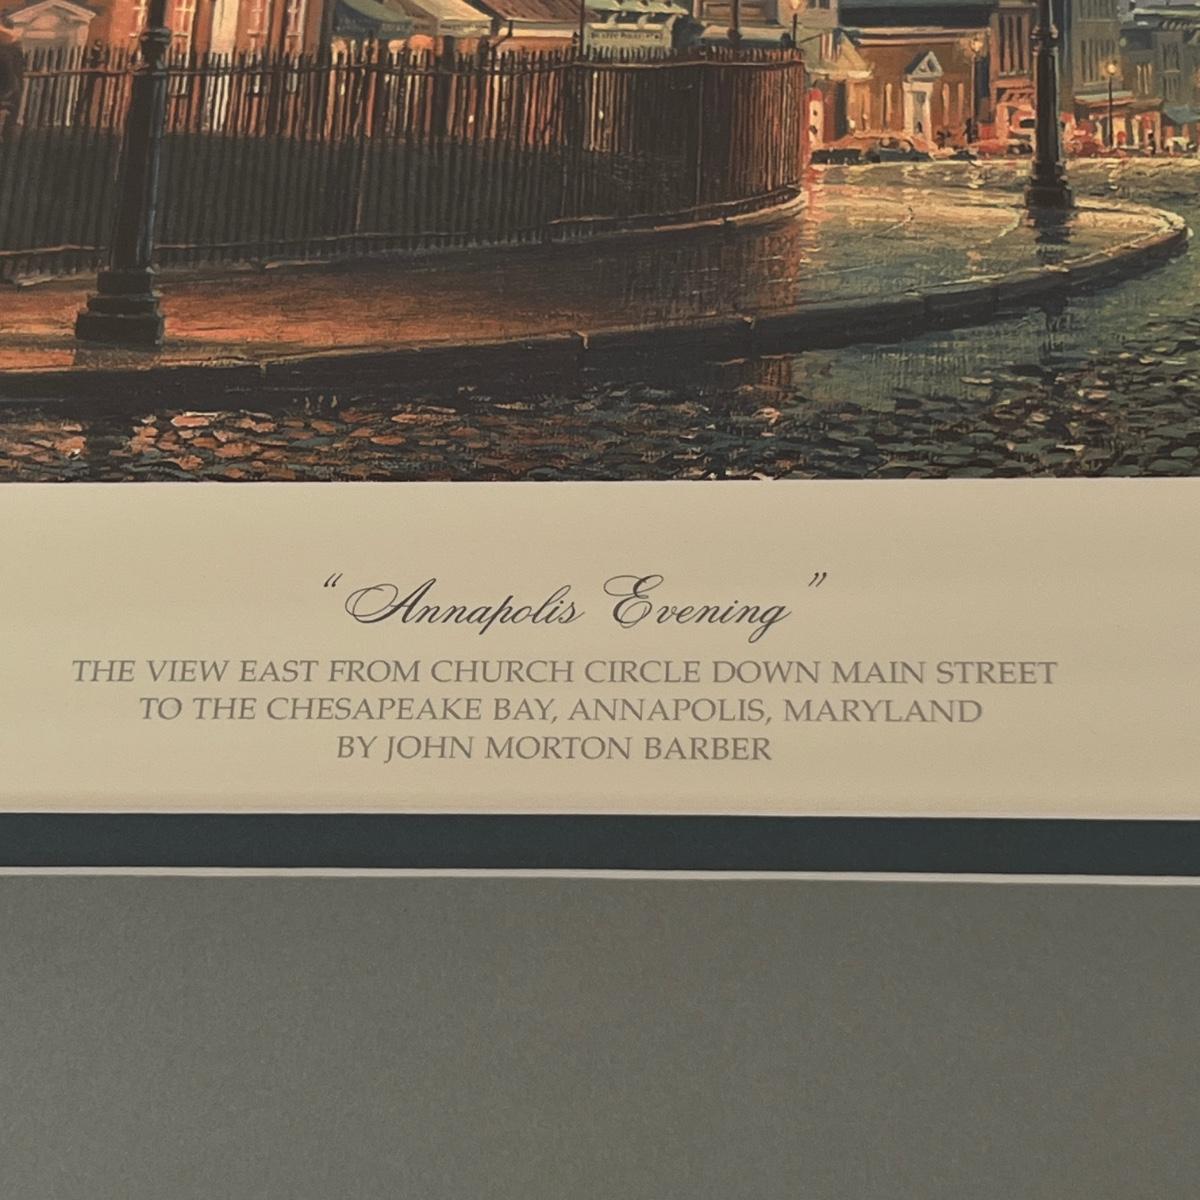 “Annapolis Evening”
THE VIEW EAST FROM CHURCH CIRCLE DOWN MAIN STREET
TO THE CHESAPEAKE BAY, ANNAPOLIS, MARYLAND
BY JOHN MORTON BARBER